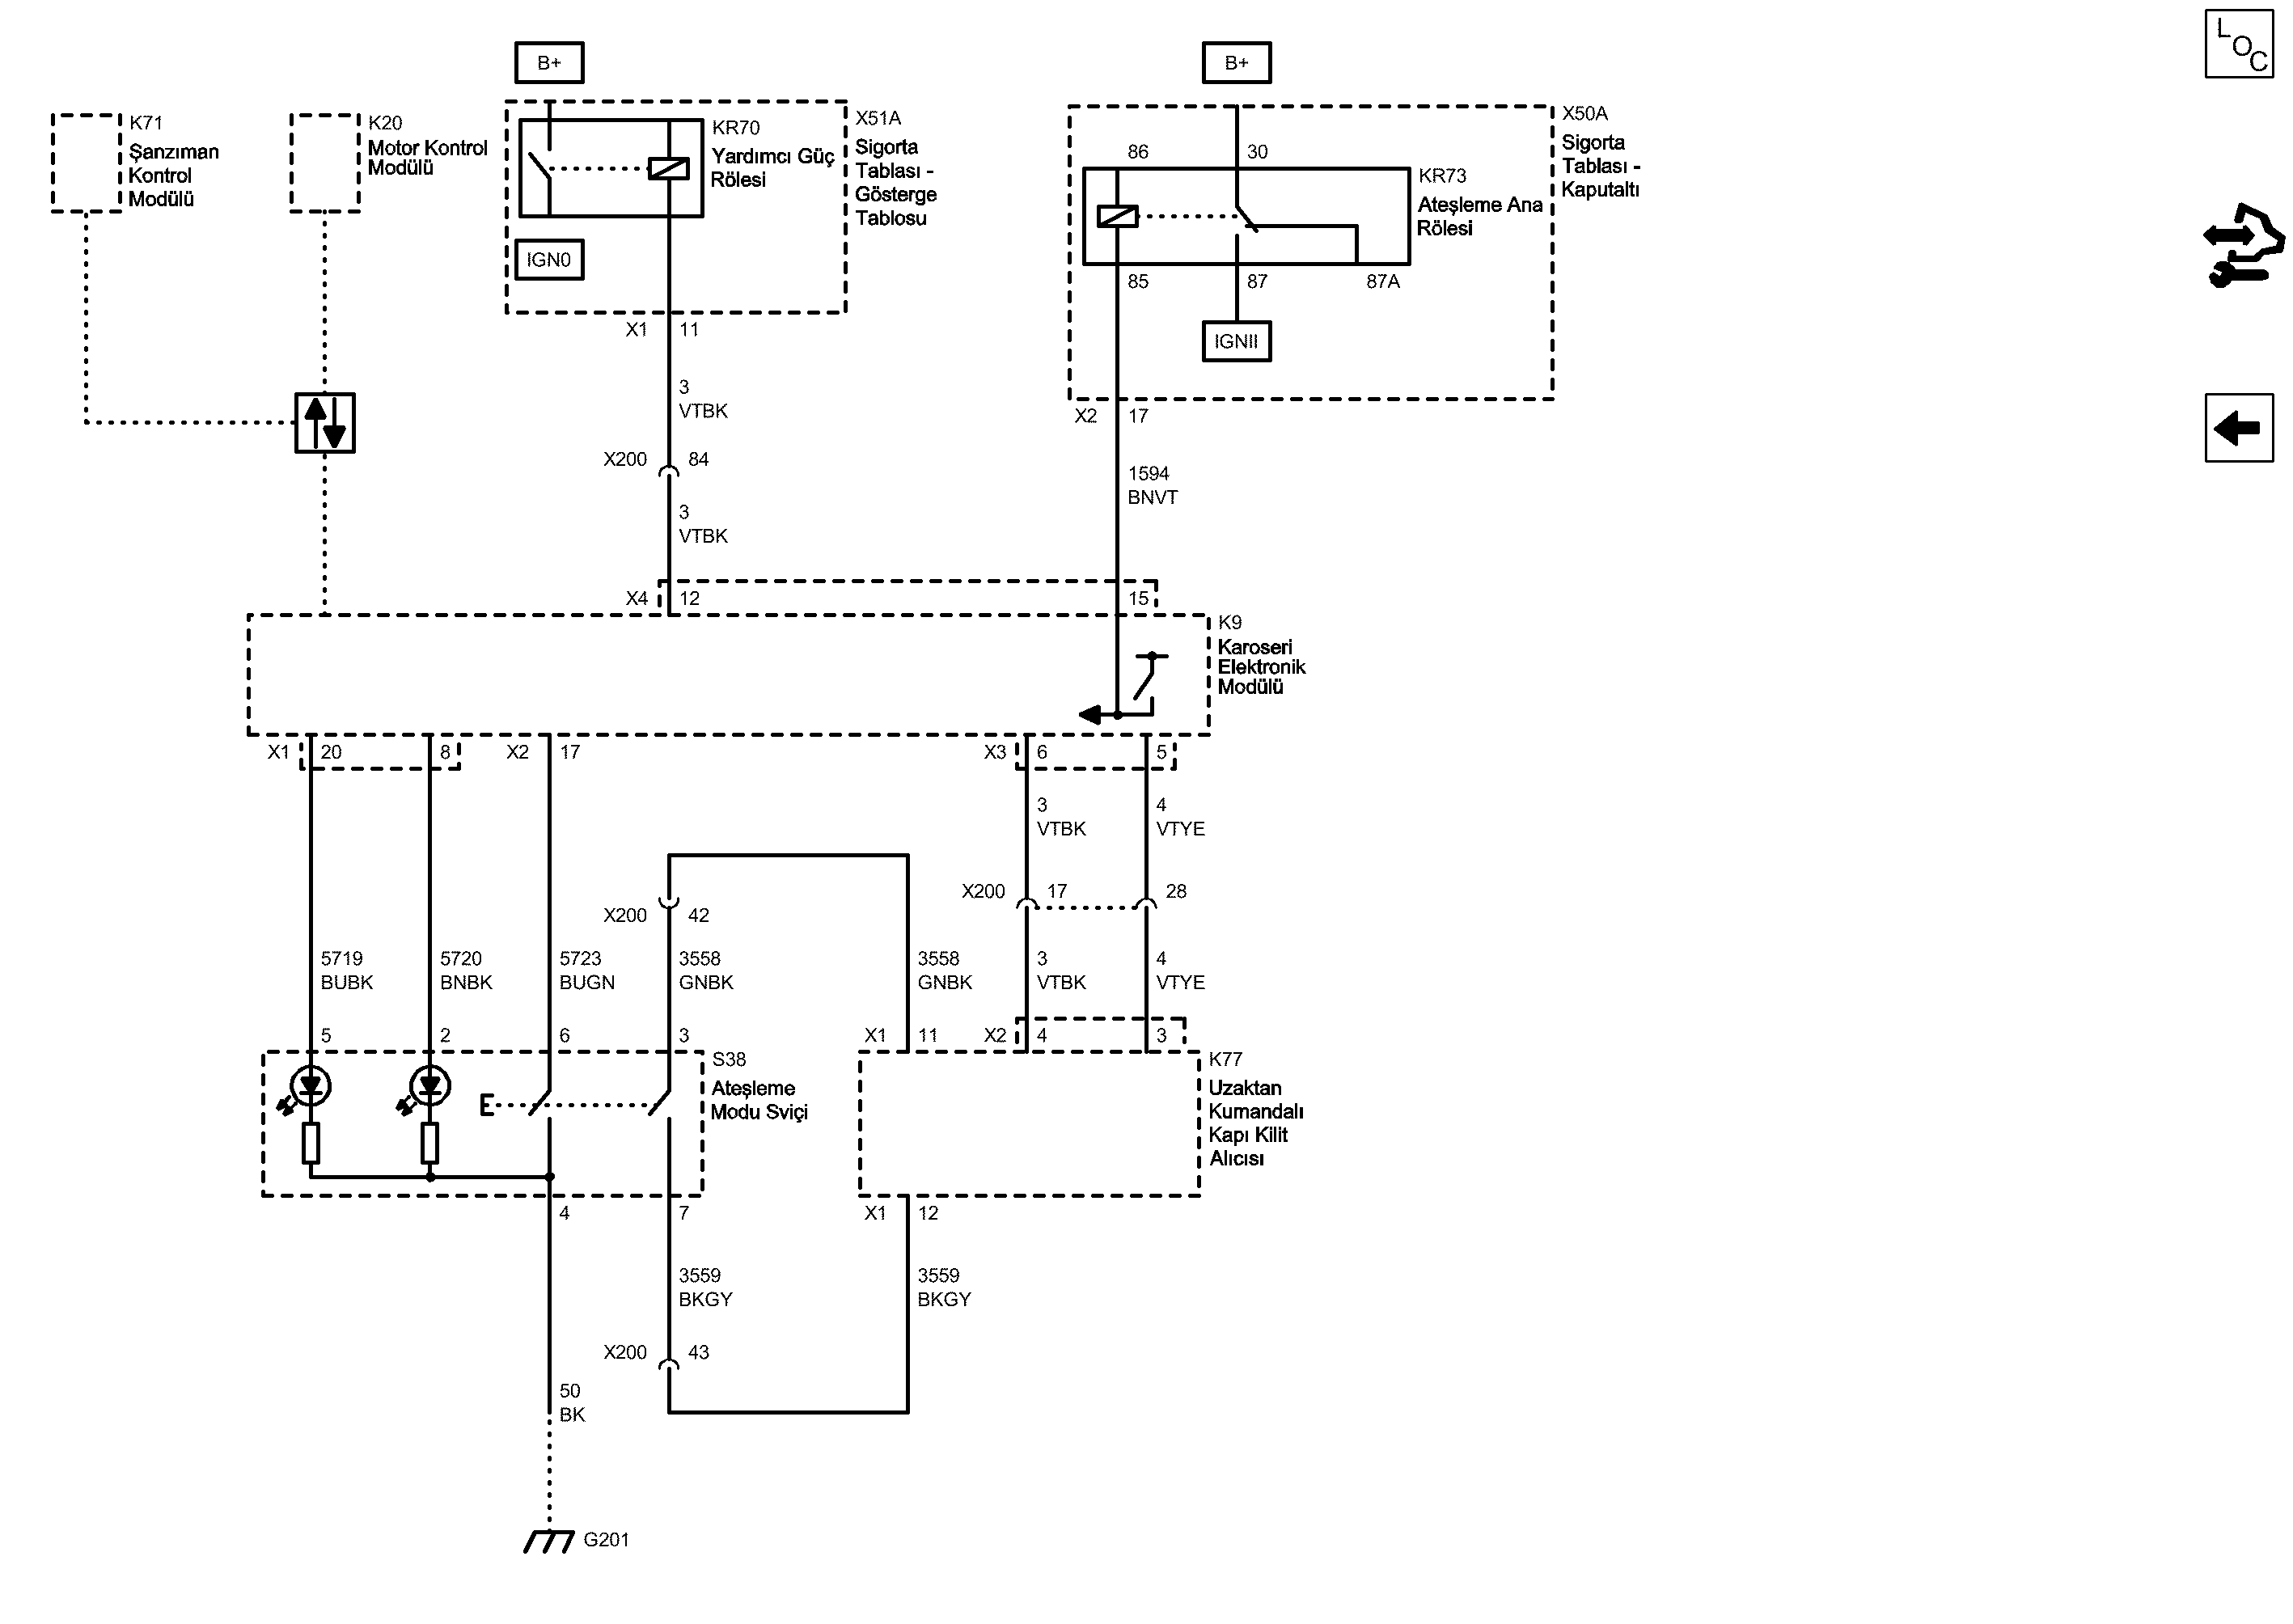 LOC
B+
B+
K71
Şanzıman
Kontrol
Modülü
K20
Motor Kontrol
Modülü
KR70
Yardımcı Güç
Rölesi
X51A
Sigorta
Tablası -
Gösterge
Tablosu
IGN0
X1 11
86 30
KR73
Ateşleme Ana
Rölesi
X50A
Sigorta
Tablası -
Kaputaltı
85 87 87A
IGNII
X2 17
3
VTBK
X200 84
3
VTBK
1594
BNVT
X4 12 15
K9
Karoseri
Elektronik
Modülü
X1 20 8 X2 17 X3 6 5
3
VTBK
4
VTYE
X200 17 28
X200 42
5719
BUBK
5720
BNBK
5723
BUGN
3558
GNBK
3558
GNBK
3
VTBK
4
VTYE
5 2 6 3 X1 11 X2 4 3
S38
Ateşleme
Modu Sviçi
K77
Uzaktan
Kumandalı
Kapı Kilit
Alıcısı
4 7 X1 12
3559
BKGY
3559
BKGY
X200 43
50
BK
G201